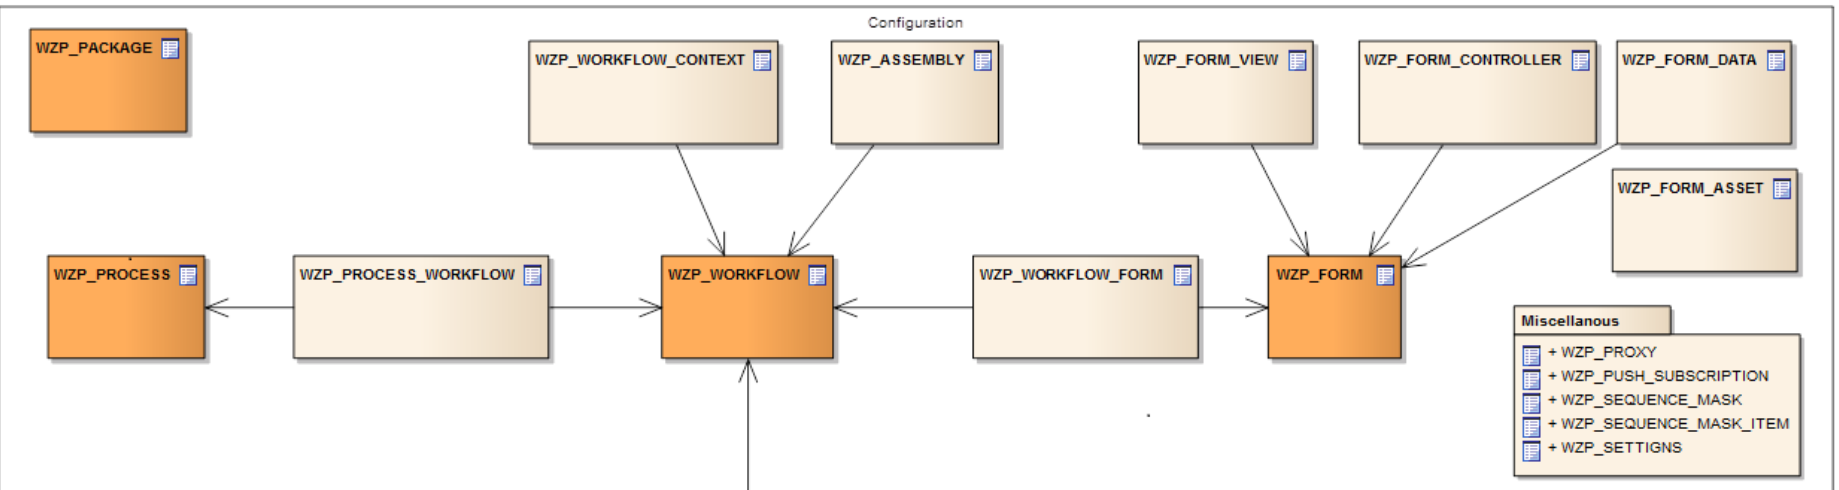 Configuration
WZP_PACKAGE
WZP_WORKFLOW_CONTEXT
WZP_ASSEMBLY
WZP_FORM_VIEW
WZP_FORM_CONTROLLER
WZP_FORM_DATA
WZP_FORM_ASSET
WZP_PROCESS
WZP_PROCESS_WORKFLOW
WZP_WORKFLOW
WZP_WORKFLOW_FORM
WZP_FORM
Miscellanous
+ WZP_PROXY
+ WZP_PUSH_SUBSCRIPTION
+ WZP_SEQUENCE_MASK
+ WZP_SEQUENCE_MASK_ITEM
+ WZP_SETTIGNS